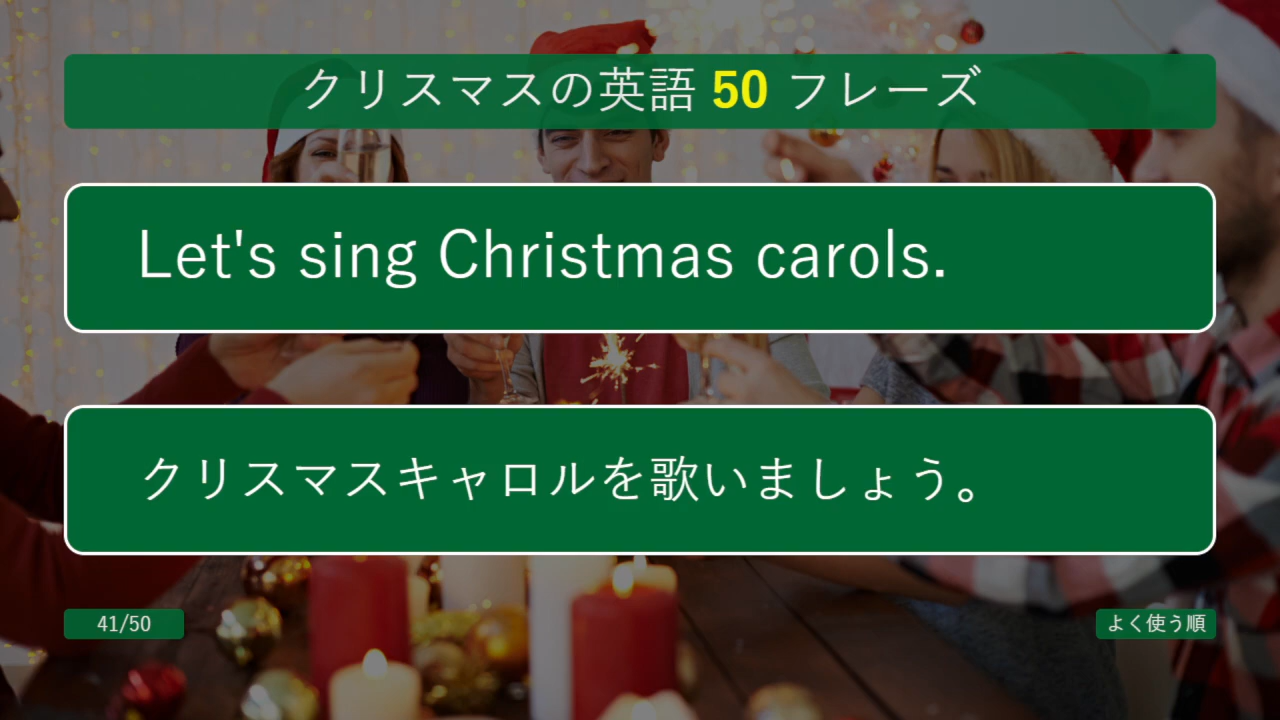 クリスマスの英語 50 フレーズ
Let's sing Christmas carols.
クリスマスキャロルを歌いましょう。
41/50
よく使う順